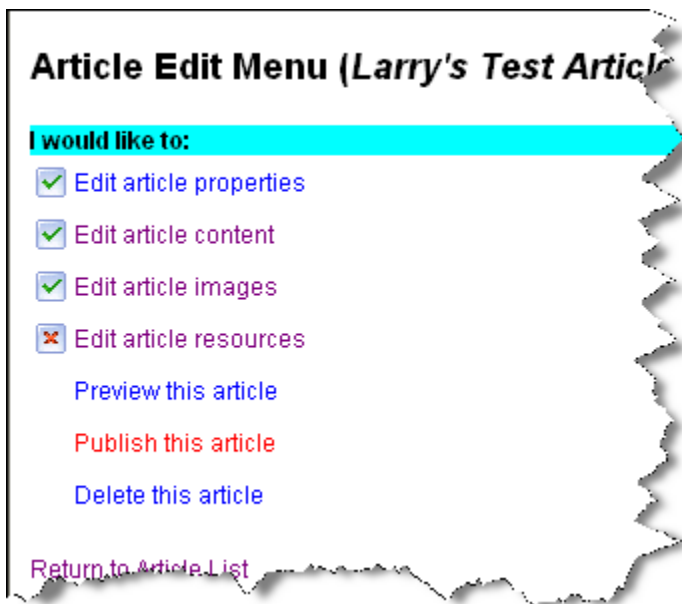 Article Edit Menu (Larry's Test Article
I would like to:
Edit article properties
Edit article content
Edit article images
Edit article resources
Preview this article
Publish this article
Delete this article
Return to Article List